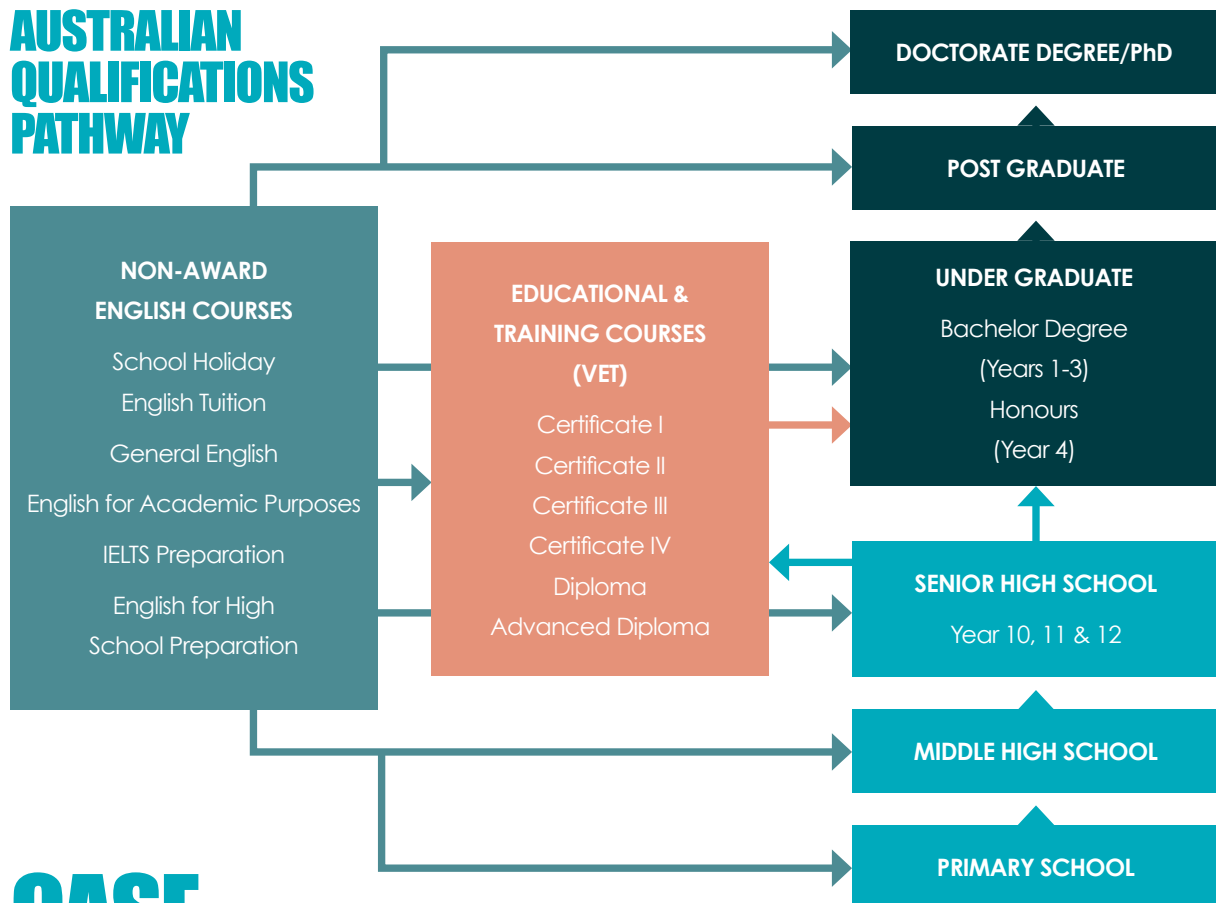 AUSTRALIAN
QUALIFICATIONS
PATHWAY
DOCTORATE DEGREE/PhD
POST GRADUATE
NON-AWARD
ENGLISH COURSES
School Holiday
English Tuition
General English
English for Academic Purposes
IELTS Preparation
English for High
School Preparation
EDUCATIONAL &
TRAINING COURSES
(VET)
Certificate I
Certificate II
Certificate III
Certificate IV
Diploma
Advanced Diploma
UNDER GRADUATE
Bachelor Degree
(Years 1-3)
Honours
(Year 4)
SENIOR HIGH SCHOOL
Year 10, 11 & 12
MIDDLE HIGH SCHOOL
PRIMARY SCHOOL